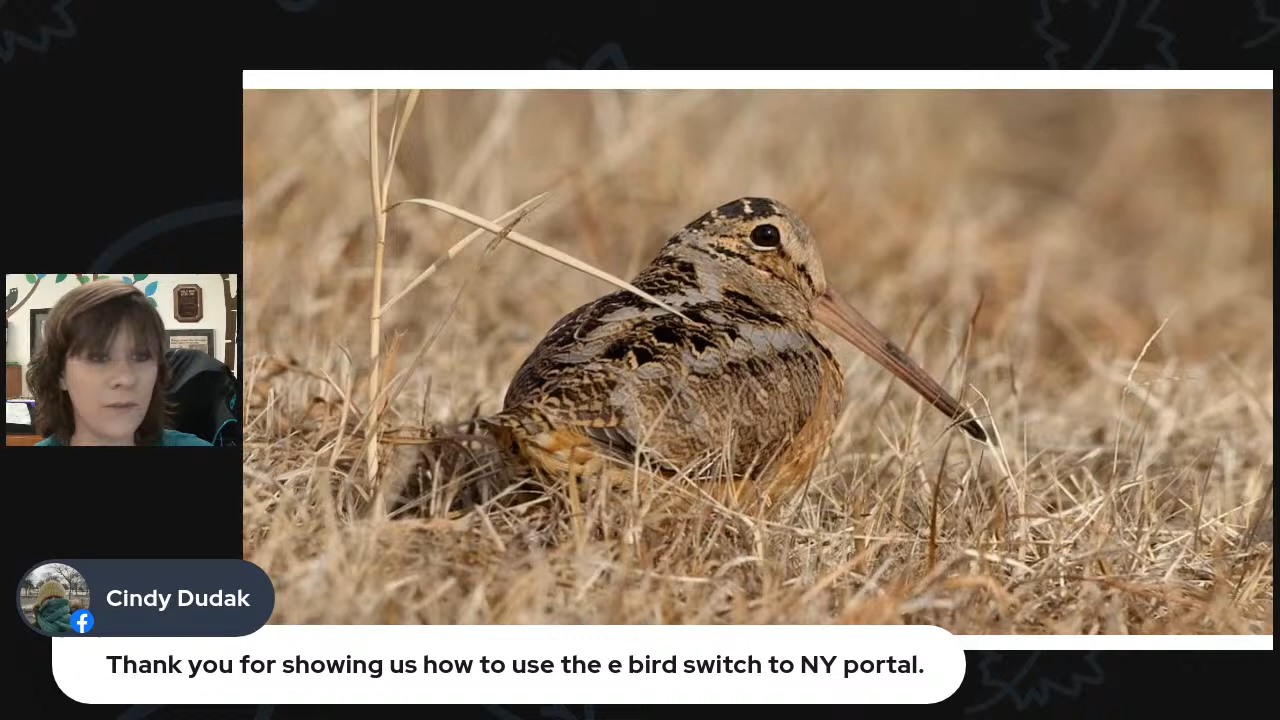 Cindy Dudak
Thank you for showing us how to use the e bird switch to NY portal.